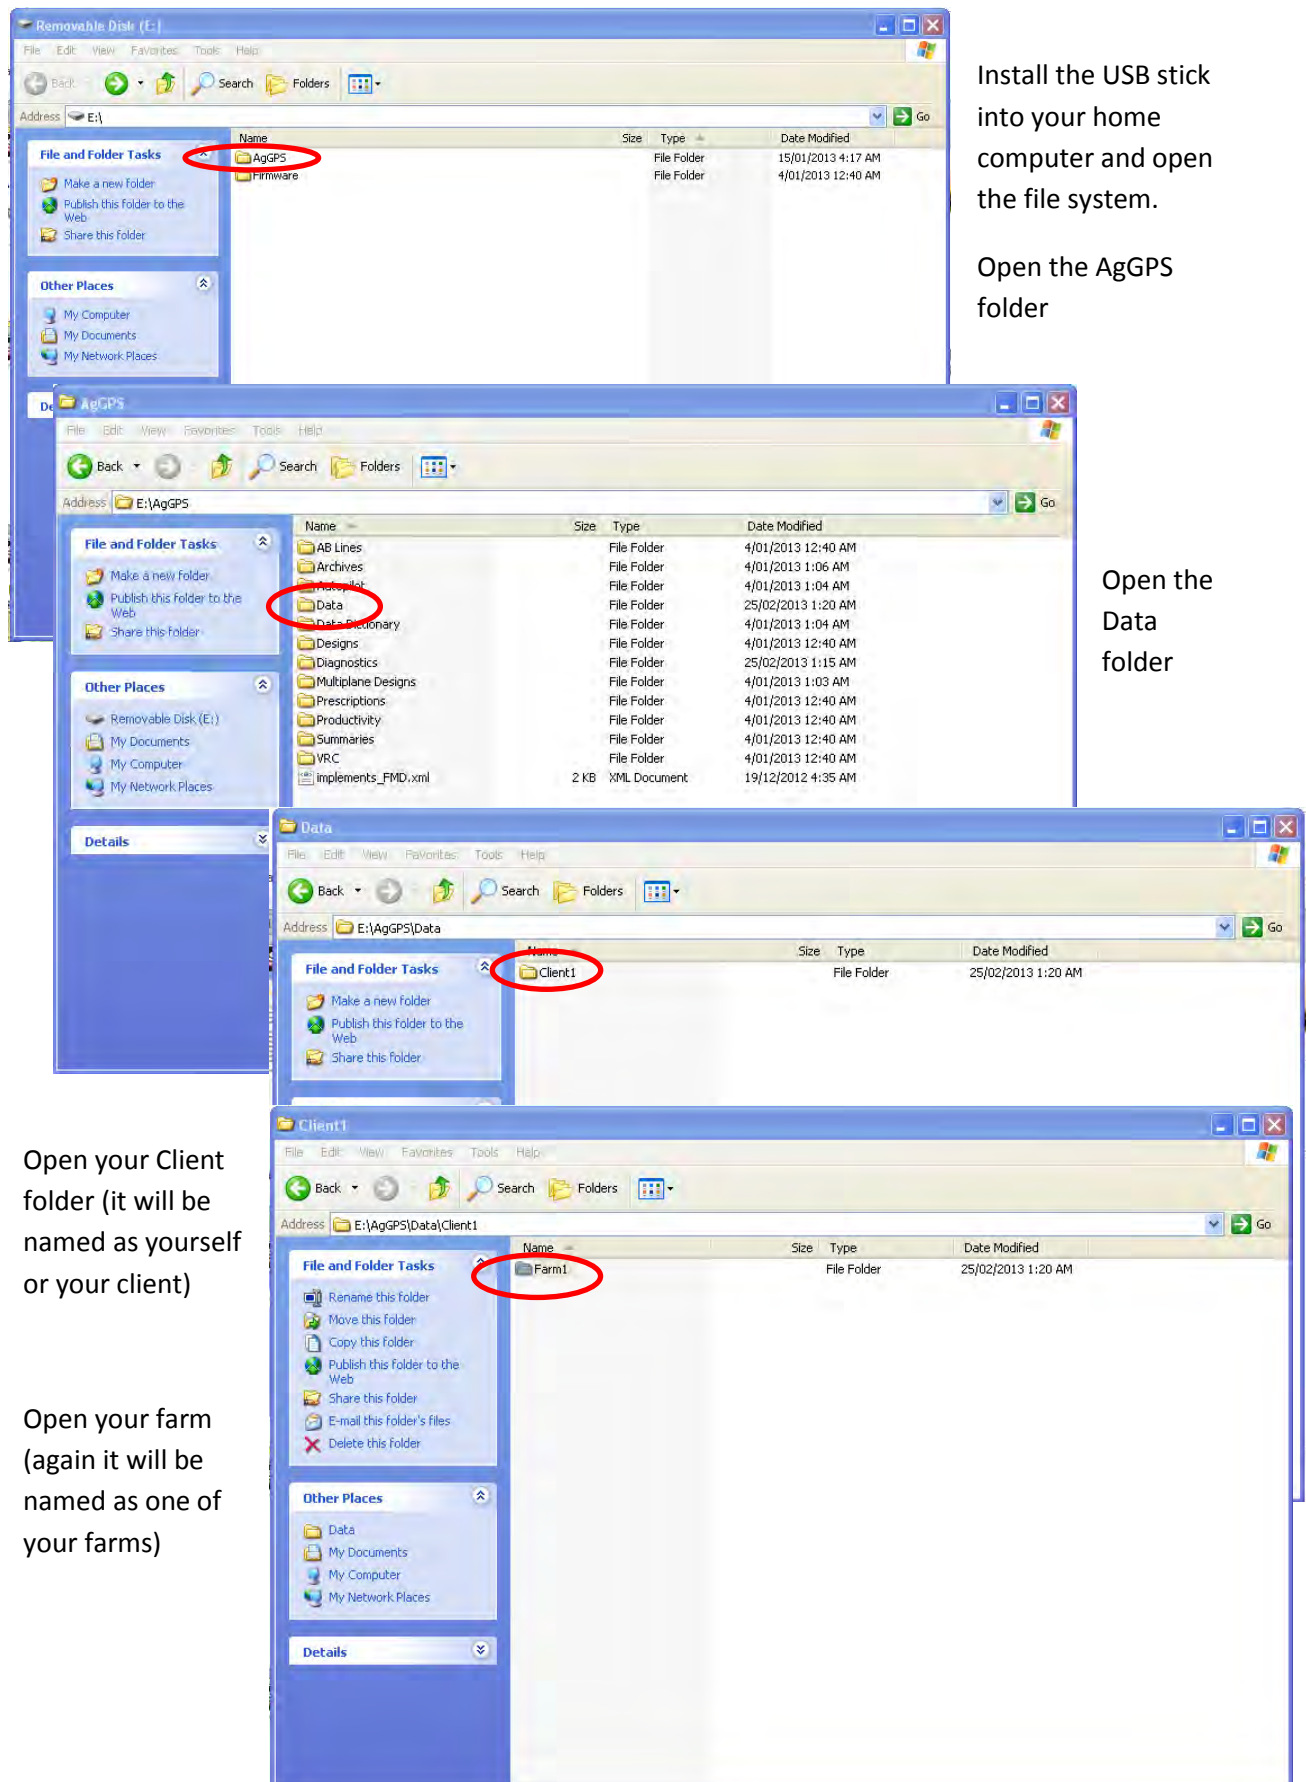 Removable Disk (E:)
File Edit View Favorites Tools Help
Back Search Folders
Address E:\ Go
Name Size Type Date Modified
File and Folder Tasks
AgGPS File Folder 15/01/2013 4:17 AM
Firmware File Folder 4/01/2013 12:40 AM
Make a new folder
Publish this folder to the
Web
Share this folder
Other Places
My Computer
My Documents
My Network Places
Install the USB stick
into your home
computer and open
the file system.
Open the AgGPS
folder
AgGPS
File Edit View Favorites Tools Help
Back Search Folders
Address E:\AgGPS Go
Name Size Type Date Modified
File and Folder Tasks
Make a new folder
Publish this folder to the
Web
Share this folder
Other Places
Removable Disk (E:)
My Documents
My Computer
My Network Places
Details
AB Lines File Folder 4/01/2013 12:40 AM
Archives File Folder 4/01/2013 1:06 AM
Autopilot File Folder 4/01/2013 1:04 AM
Data File Folder 25/02/2013 1:20 AM
Data Dictionary File Folder 4/01/2013 1:04 AM
Designs File Folder 4/01/2013 12:40 AM
Diagnostics File Folder 25/02/2013 1:15 AM
Multiplane Designs File Folder 4/01/2013 1:03 AM
Prescriptions File Folder 4/01/2013 12:40 AM
Productivity File Folder 4/01/2013 12:40 AM
Summaries File Folder 4/01/2013 12:40 AM
VRC File Folder 4/01/2013 12:40 AM
implements_FMD.xml 2 KB XML Document 19/12/2012 4:35 AM
Open the
Data
folder
Data
File Edit View Favorites Tools Help
Back Search Folders
Address E:\AgGPS\Data Go
Name Size Type Date Modified
File and Folder Tasks
Client1 File Folder 25/02/2013 1:20 AM
Make a new folder
Publish this folder to the
Web
Share this folder
Open your Client
folder (it will be
named as yourself
or your client)
Open your farm
(again it will be
named as one of
your farms)
Client1
File Edit View Favorites Tools Help
Back Search Folders
Address E:\AgGPS\Data\Client1 Go
Name Size Type Date Modified
File and Folder Tasks
Farm1 File Folder 25/02/2013 1:20 AM
Rename this folder
Move this folder
Copy this folder
Publish this folder to the
Web
Share this folder
E-mail this folder's files
Delete this folder
Other Places
Data
My Documents
My Computer
My Network Places
Details